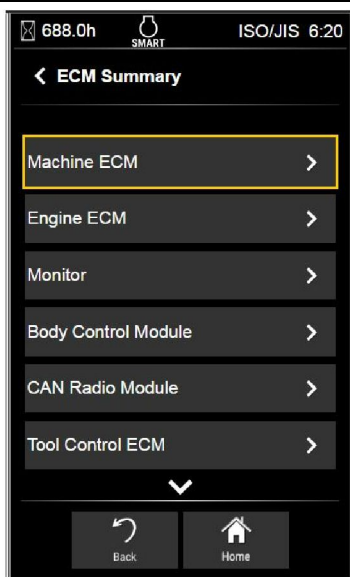 688.0h SMART ISO/JIS 6:20
ECM Summary
Machine ECM
Engine ECM
Monitor
Body Control Module
CAN Radio Module
Tool Control ECM
Back Home